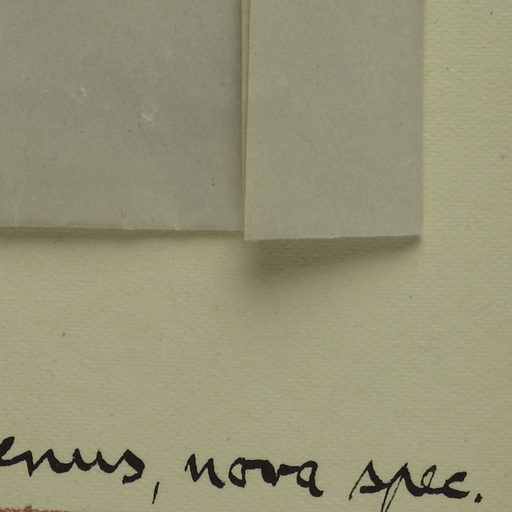 enus, nova spec.